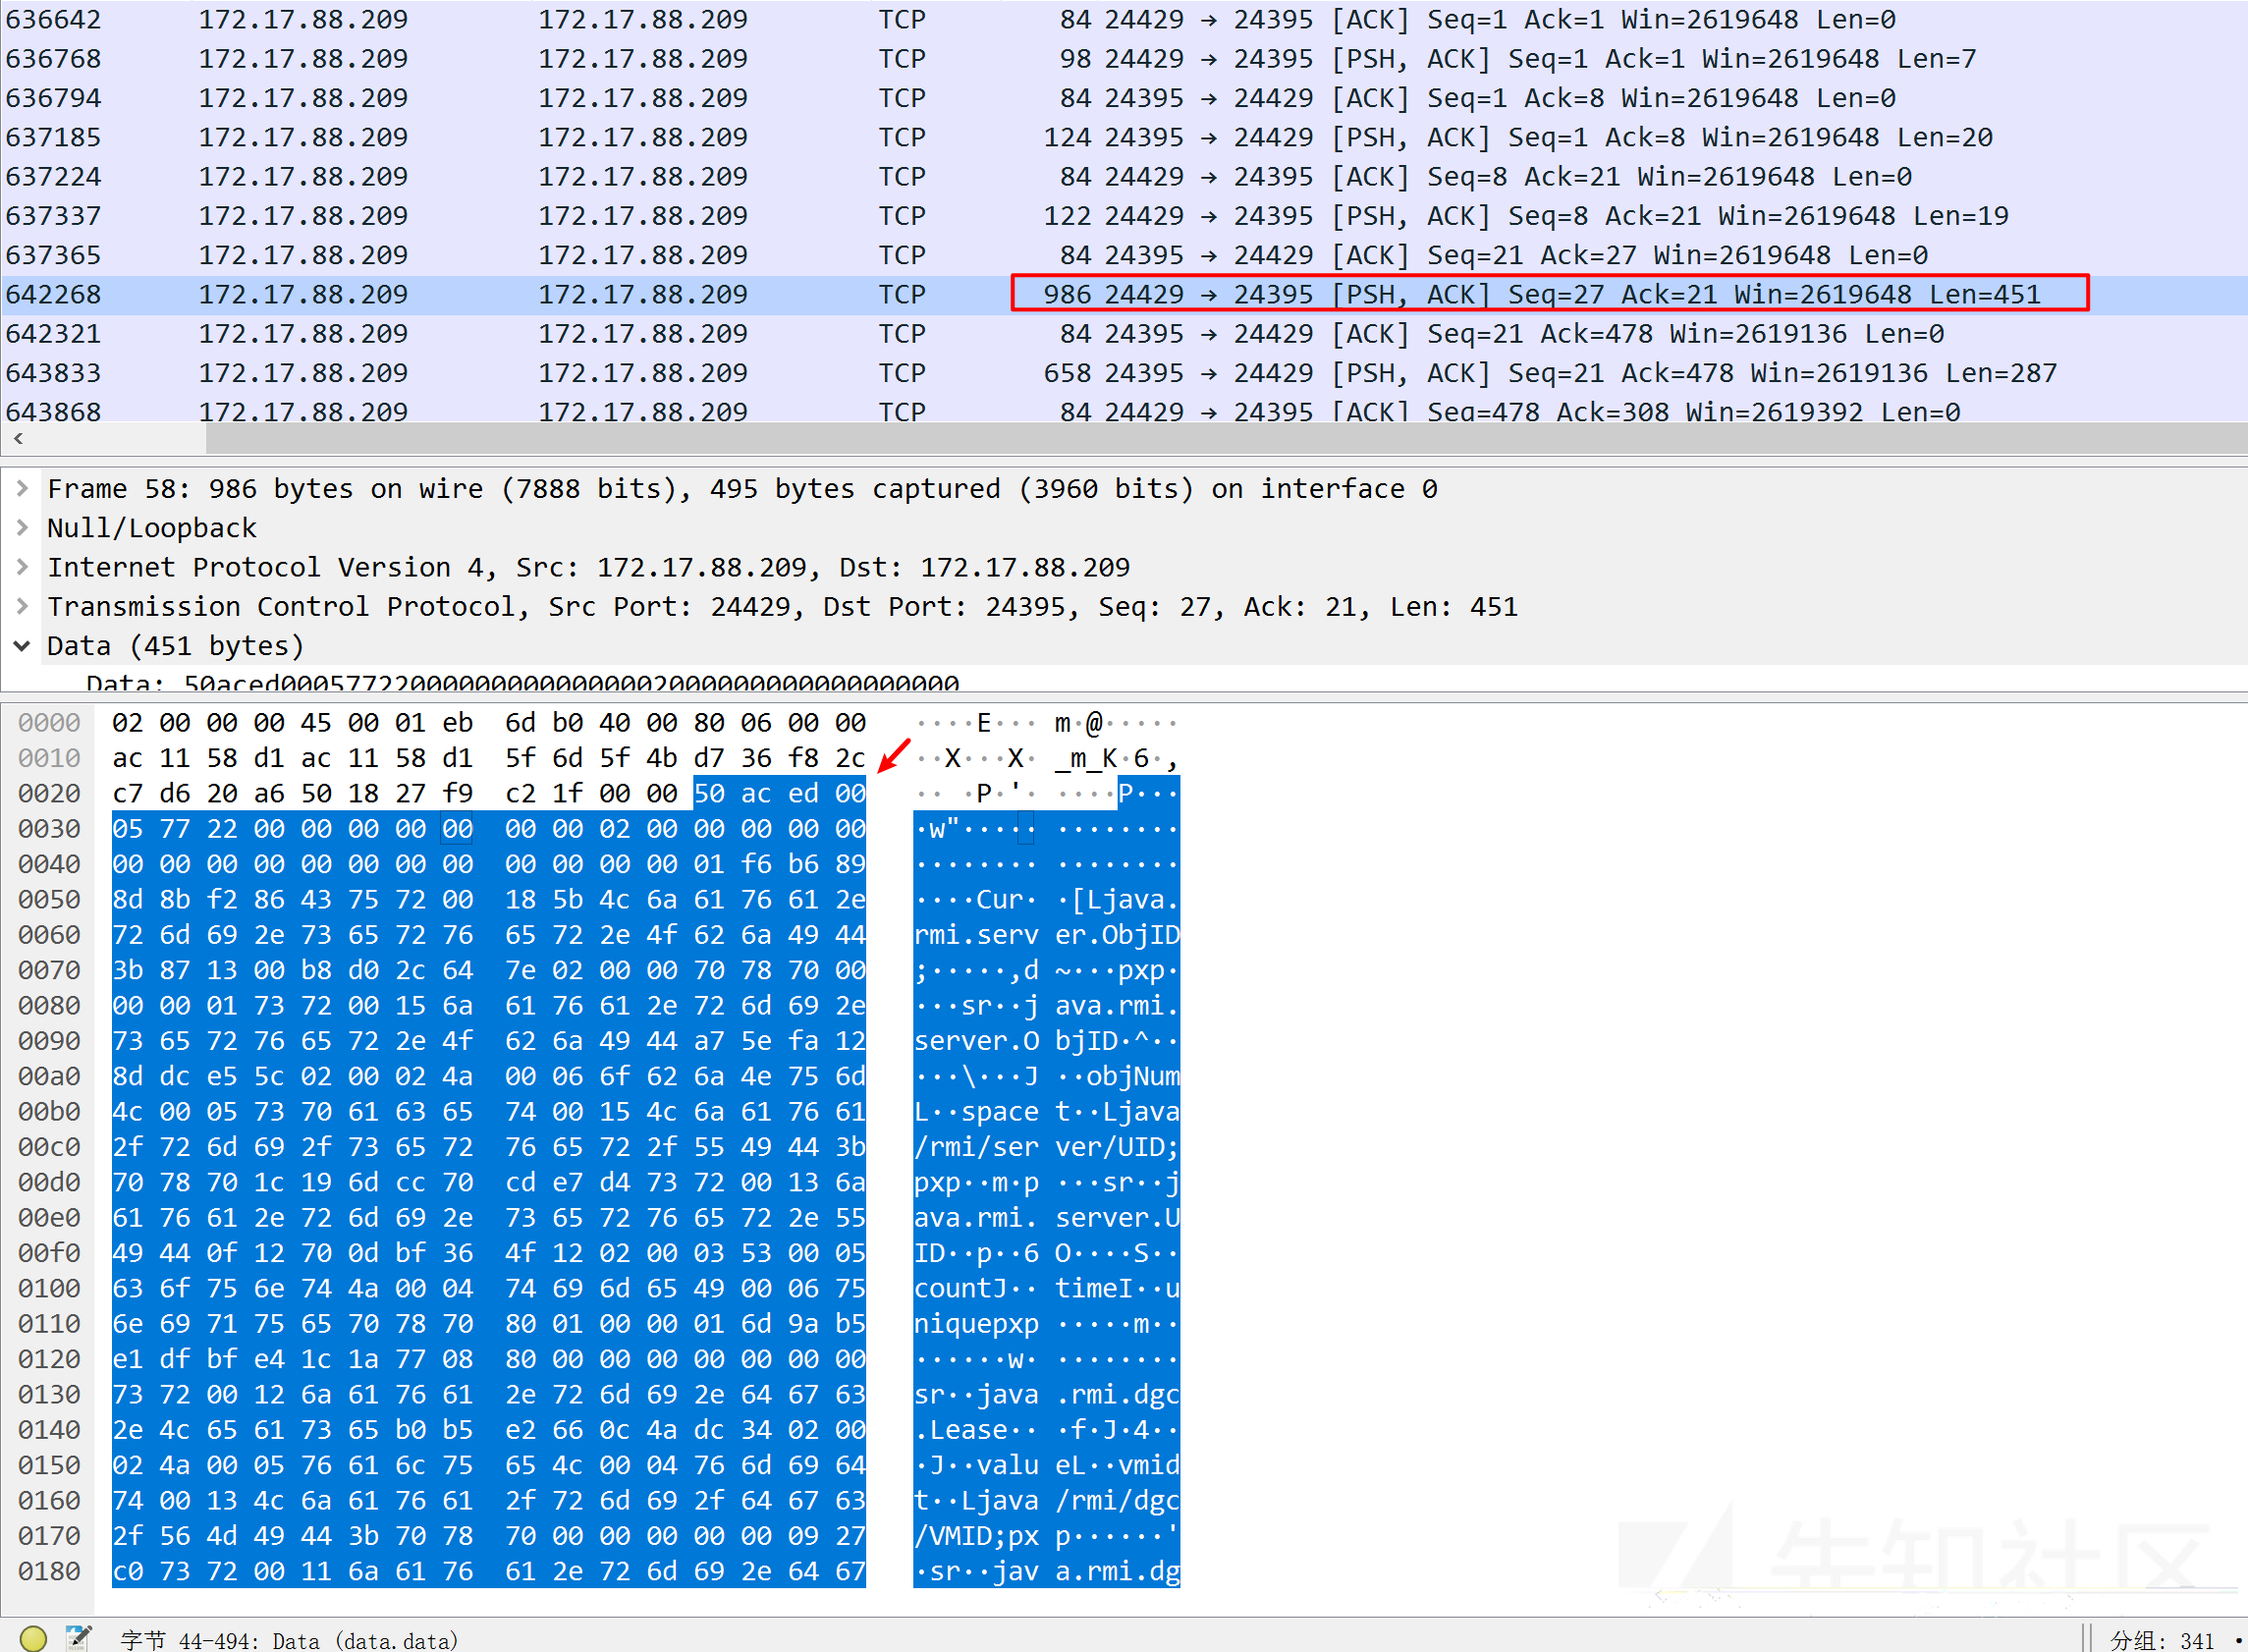 636642 172.17.88.209 172.17.88.209 TCP 84 24429 → 24395 [ACK] Seq=1 Ack=1 Win=2619648 Len=0
636768 172.17.88.209 172.17.88.209 TCP 98 24429 → 24395 [PSH, ACK] Seq=1 Ack=1 Win=2619648 Len=7
636794 172.17.88.209 172.17.88.209 TCP 84 24395 → 24429 [ACK] Seq=1 Ack=8 Win=2619648 Len=0
637185 172.17.88.209 172.17.88.209 TCP 124 24395 → 24429 [PSH, ACK] Seq=1 Ack=8 Win=2619648 Len=20
637224 172.17.88.209 172.17.88.209 TCP 84 24429 → 24395 [ACK] Seq=8 Ack=21 Win=2619648 Len=0
637337 172.17.88.209 172.17.88.209 TCP 122 24429 → 24395 [PSH, ACK] Seq=8 Ack=21 Win=2619648 Len=19
637365 172.17.88.209 172.17.88.209 TCP 84 24395 → 24429 [ACK] Seq=21 Ack=27 Win=2619648 Len=0
642268 172.17.88.209 172.17.88.209 TCP 986 24429 → 24395 [PSH, ACK] Seq=27 Ack=21 Win=2619648 Len=451
642321 172.17.88.209 172.17.88.209 TCP 84 24395 → 24429 [ACK] Seq=21 Ack=478 Win=2619136 Len=0
643833 172.17.88.209 172.17.88.209 TCP 658 24395 → 24429 [PSH, ACK] Seq=21 Ack=478 Win=2619136 Len=287
643868 172.17.88.209 172.17.88.209 TCP 84 24429 → 24395 [ACK] Seq=478 Ack=308 Win=2619392 Len=0
Frame 58: 986 bytes on wire (7888 bits), 495 bytes captured (3960 bits) on interface 0
Null/Loopback
Internet Protocol Version 4, Src: 172.17.88.209, Dst: 172.17.88.209
Transmission Control Protocol, Src Port: 24429, Dst Port: 24395, Seq: 27, Ack: 21, Len: 451
Data (451 bytes)
Data: 50aced00057722000000000000000200000000000000000000
0000 02 00 00 00 45 00 01 eb 6d b0 40 00 80 06 00 00 ····E··· m·@·····
0010 ac 11 58 d1 ac 11 58 d1 5f 6d 5f 4b d7 36 f8 2c ··X···X· _m_K·6·,
0020 c7 d6 20 a6 50 18 27 f9 c2 1f 00 00 50 ac ed 00 ·· ·P·'· ····P···
0030 05 77 22 00 00 00 00 00 00 00 02 00 00 00 00 00 ·w"····· ········
0040 00 00 00 00 00 00 00 00 00 00 00 00 01 f6 b6 89 ········ ········
0050 8d 8b f2 86 43 75 72 00 18 5b 4c 6a 61 76 61 2e ····Cur· ·[Ljava.
0060 72 6d 69 2e 73 65 72 76 65 72 2e 4f 62 6a 49 44 rmi.serv er.ObjID
0070 3b 87 13 00 b8 d0 2c 64 7e 02 00 00 70 78 70 00 ;·····,d ~···pxp·
0080 00 00 01 73 72 00 15 6a 61 76 61 2e 72 6d 69 2e ···sr··j ava.rmi.
0090 73 65 72 76 65 72 2e 4f 62 6a 49 44 a7 5e fa 12 server.O bjID·^··
00a0 8d dc e5 5c 02 00 02 4a 00 06 6f 62 6a 4e 75 6d ···\···J ··objNum
00b0 4c 00 05 73 70 61 63 65 74 00 15 4c 6a 61 76 61 L··space t··Ljava
00c0 2f 72 6d 69 2f 73 65 72 76 65 72 2f 55 49 44 3b /rmi/ser ver/UID;
00d0 70 78 70 1c 19 6d cc 70 cd e7 d4 73 72 00 13 6a pxp··m·p ···sr··j
00e0 61 76 61 2e 72 6d 69 2e 73 65 72 76 65 72 2e 55 ava.rmi. server.U
00f0 49 44 0f 12 70 0d bf 36 4f 12 02 00 03 53 00 05 ID··p··6 O····S··
0100 63 6f 75 6e 74 4a 00 04 74 69 6d 65 49 00 06 75 countJ·· timeI··u
0110 6e 69 71 75 65 70 78 70 80 01 00 00 01 6d 9a b5 niquepxp ·····m··
0120 e1 df bf e4 1c 1a 77 08 80 00 00 00 00 00 00 00 ······w· ········
0130 73 72 00 12 6a 61 76 61 2e 72 6d 69 2e 64 67 63 sr··java .rmi.dgc
0140 2e 4c 65 61 73 65 b0 b5 e2 66 0c 4a dc 34 02 00 .Lease·· ·f·J·4··
0150 02 4a 00 05 76 61 6c 75 65 4c 00 04 76 6d 69 64 ·J··valu eL··vmid
0160 74 00 13 4c 6a 61 76 61 2f 72 6d 69 2f 64 67 63 t··Ljava /rmi/dgc
0170 2f 56 4d 49 44 3b 70 78 70 00 00 00 00 00 09 27 /VMID;px p······'
0180 c0 73 72 00 11 6a 61 76 61 2e 72 6d 69 2e 64 67 ·sr··jav a.rmi.dg
先知社区
字节 44-494: Data (data.data) 分组: 341 ·